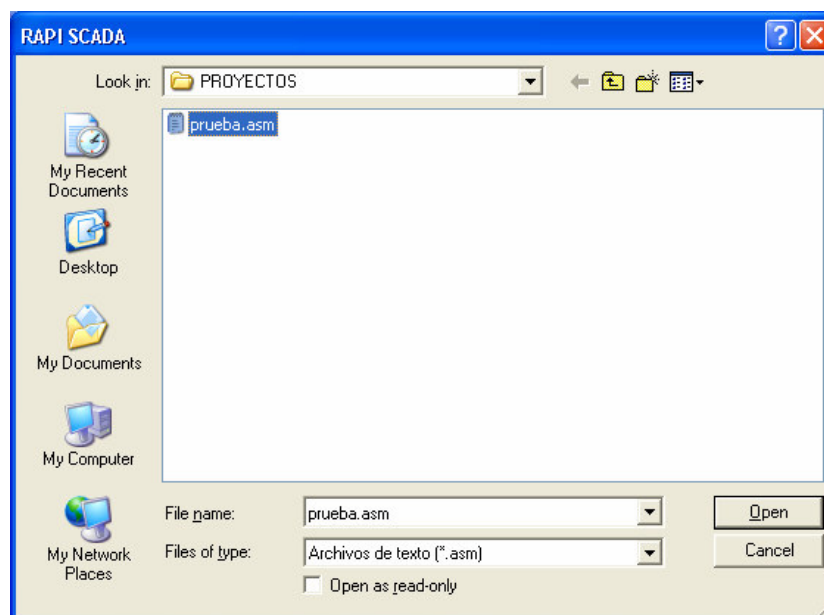 RAPI SCADA
Look in: PROYECTOS
prueba.asm
My Recent
Documents
Desktop
My Documents
My Computer
My Network
Places
File name: prueba.asm Open
Files of type: Archivos de texto (*.asm) Cancel
Open as read-only